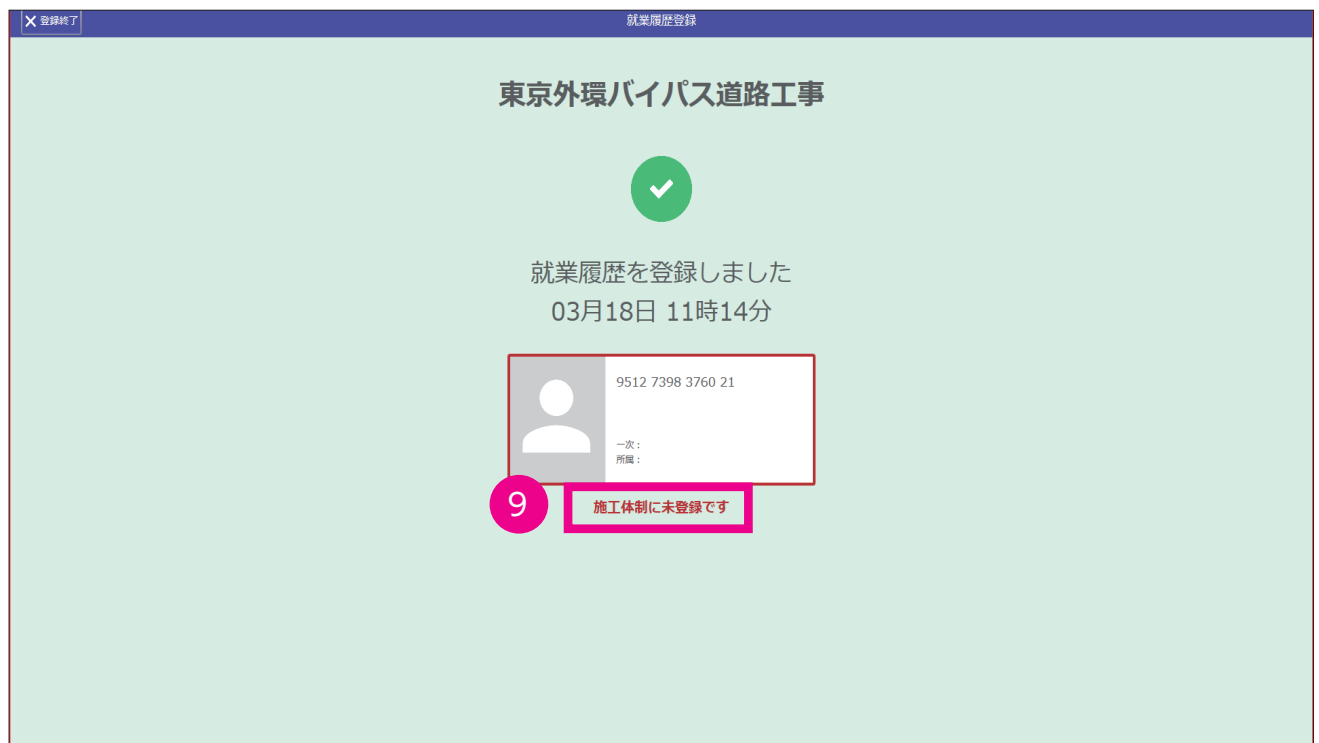 登録終了
就業履歴登録
東京外環バイパス道路工事
就業履歴を登録しました
03月18日 11時14分
9512 7398 3760 21
一次：
所属：
9
施工体制に未登録です